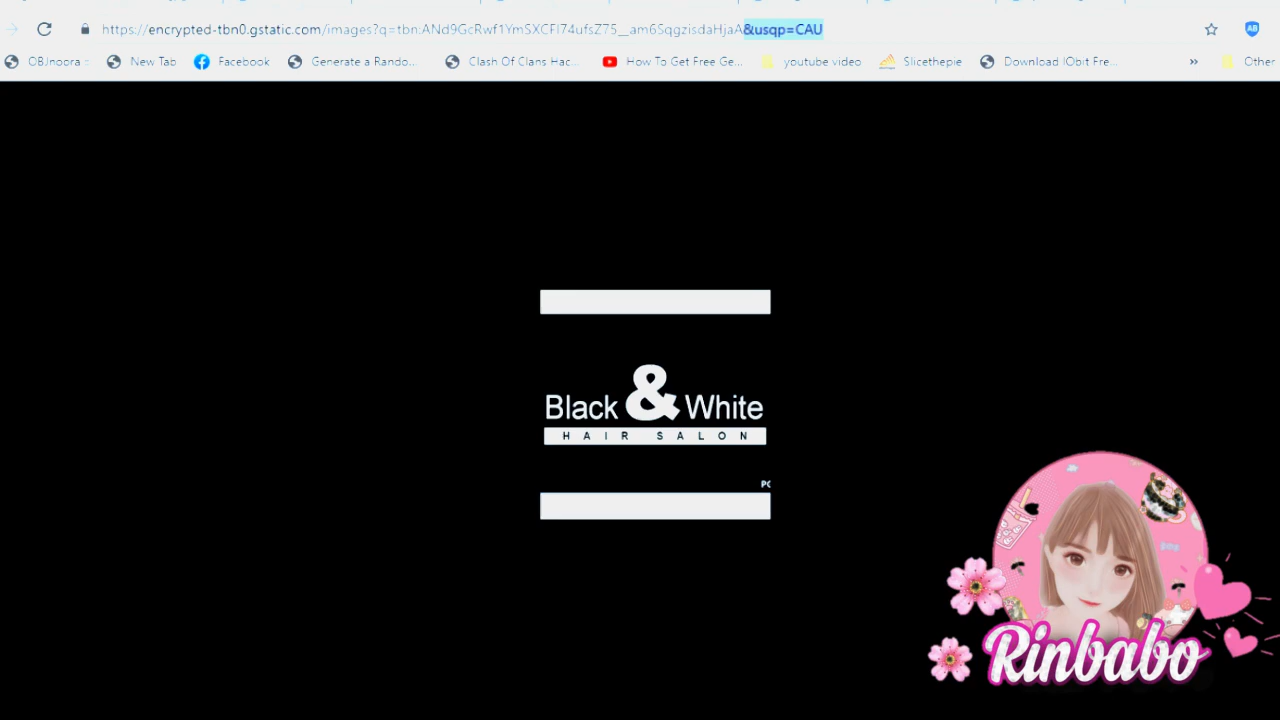 https://encrypted-tbn0.gstatic.com/images?q=tbn:ANd9GcRwf1YmSXCFI74ufsZ75__am6SqgzisdaHjaA&usqp=CAU
OBJnoora :
New Tab
Facebook
Generate a Rando...
Clash Of Clans Hac...
How To Get Free Ge...
youtube video
Slicethepie
Download IObit Fre...
»
Other
Black & White
HAIR SALON
Rinbabo